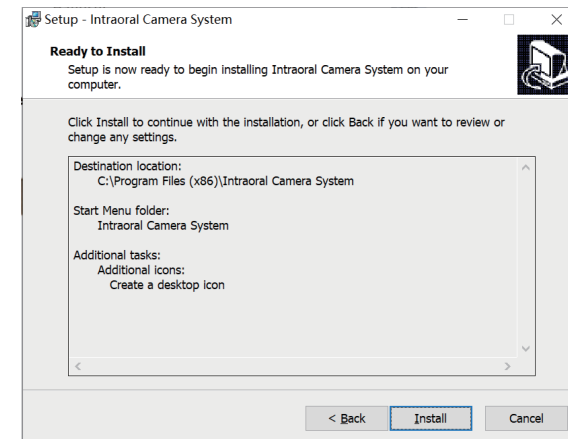 Setup - Intraoral Camera System
Ready to Install
Setup is now ready to begin installing Intraoral Camera System on your
computer.
Click Install to continue with the installation, or click Back if you want to review or
change any settings.
Destination location:
C:\Program Files (x86)\Intraoral Camera System
Start Menu folder:
Intraoral Camera System
Additional tasks:
Additional icons:
Create a desktop icon
< Back
Install
Cancel